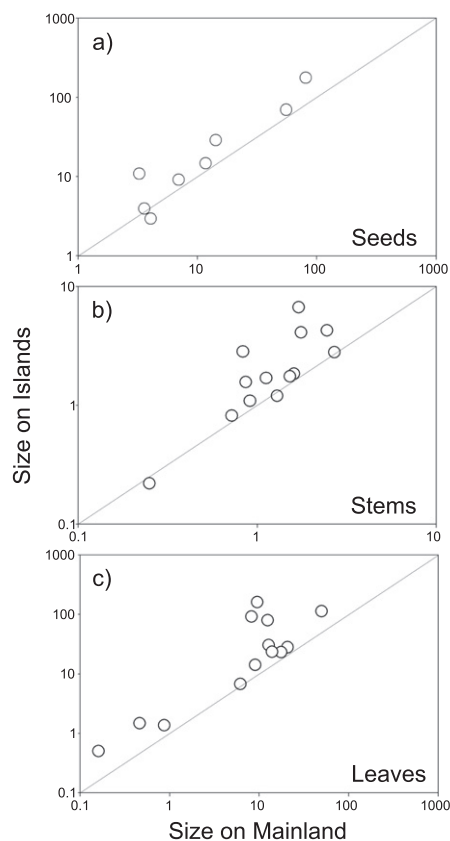 1000
a)
100
10
1
Seeds
1 10 100 1000
10
b)
1
0.1
Stems
0.1 1 10
1000
c)
100
10
1
0.1
Leaves
0.1 1 10 100 1000
Size on Islands
Size on Mainland